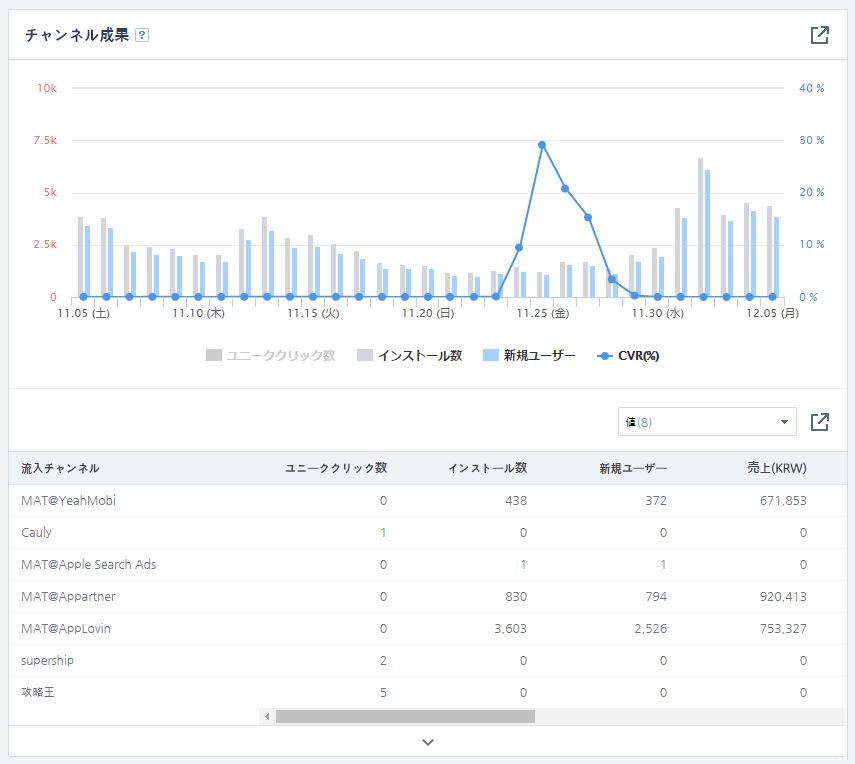 チャンネル成果 ?
10k 40 %
7.5k 30 %
5k 20 %
2.5k 10 %
0 0 %
11.05 (土) 11.10 (木) 11.15 (火) 11.20 (日) 11.25 (金) 11.30 (水) 12.05 (月)
ユニーククリック数 インストール数 新規ユーザー CVR(%)
値(8)
流入チャンネル ユニーククリック数 インストール数 新規ユーザー 売上(KRW)
MAT@YeahMobi 0 438 372 671,853
Cauly 1 0 0 0
MAT@Apple Search Ads 0 1 1 0
MAT@Appartner 0 830 794 920,413
MAT@AppLovin 0 3,603 2,526 753,327
supership 2 0 0 0
攻略王 5 0 0 0